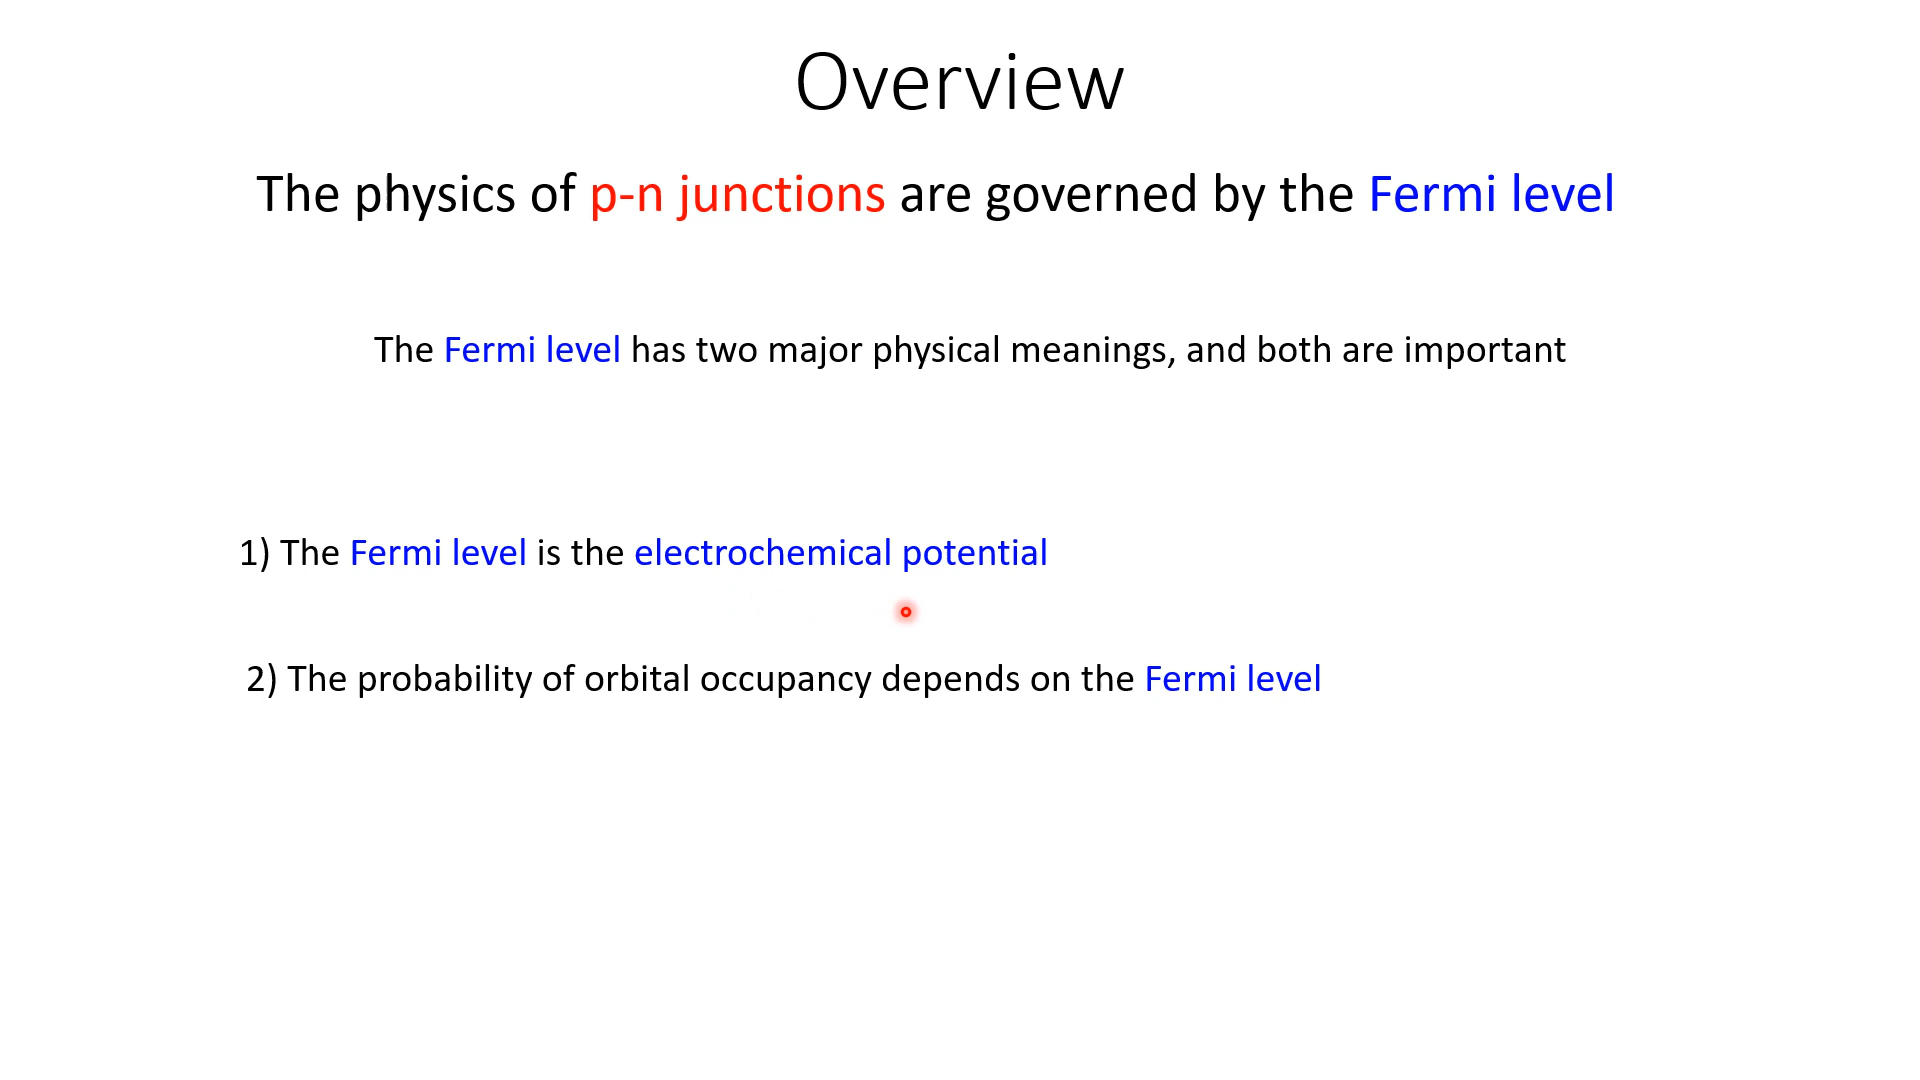 Overview
The physics of p-n junctions are governed by the Fermi level
The Fermi level has two major physical meanings, and both are important
1) The Fermi level is the electrochemical potential
2) The probability of orbital occupancy depends on the Fermi level